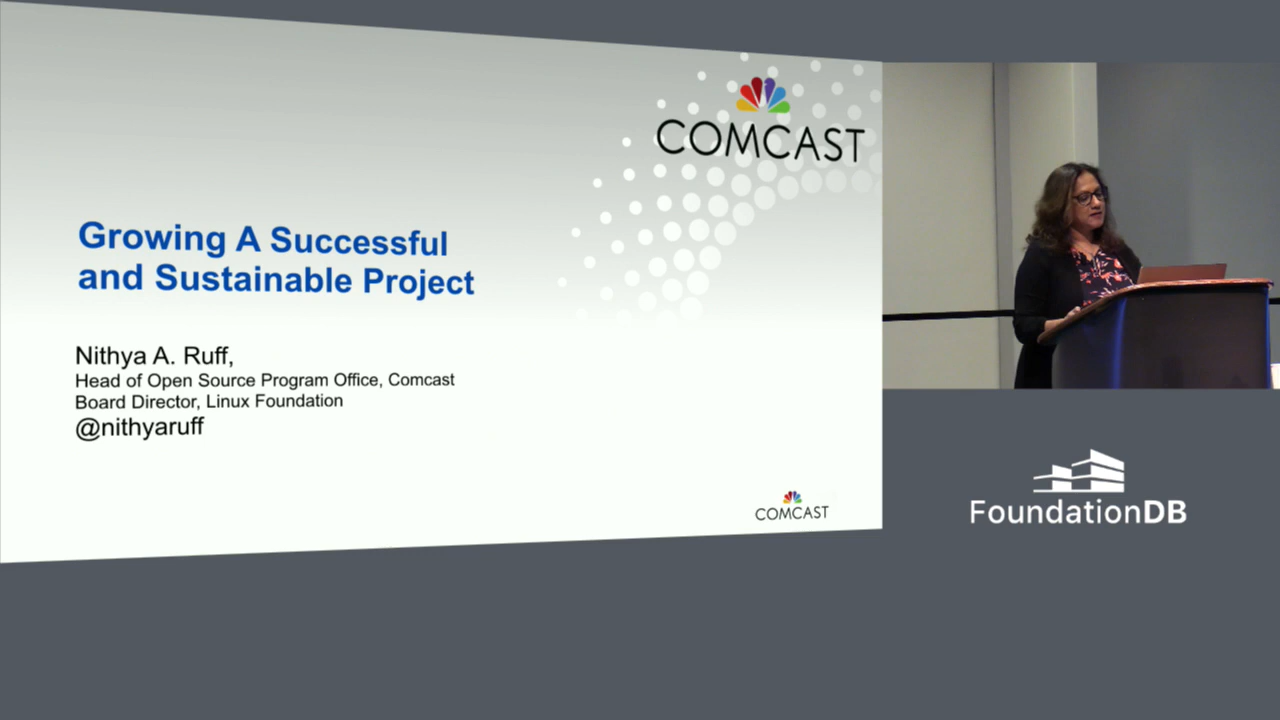 COMCAST
Growing A Successful
and Sustainable Project
Nithya A. Ruff,
Head of Open Source Program Office, Comcast
Board Director, Linux Foundation
@nithyaruff
COMCAST
FoundationDB